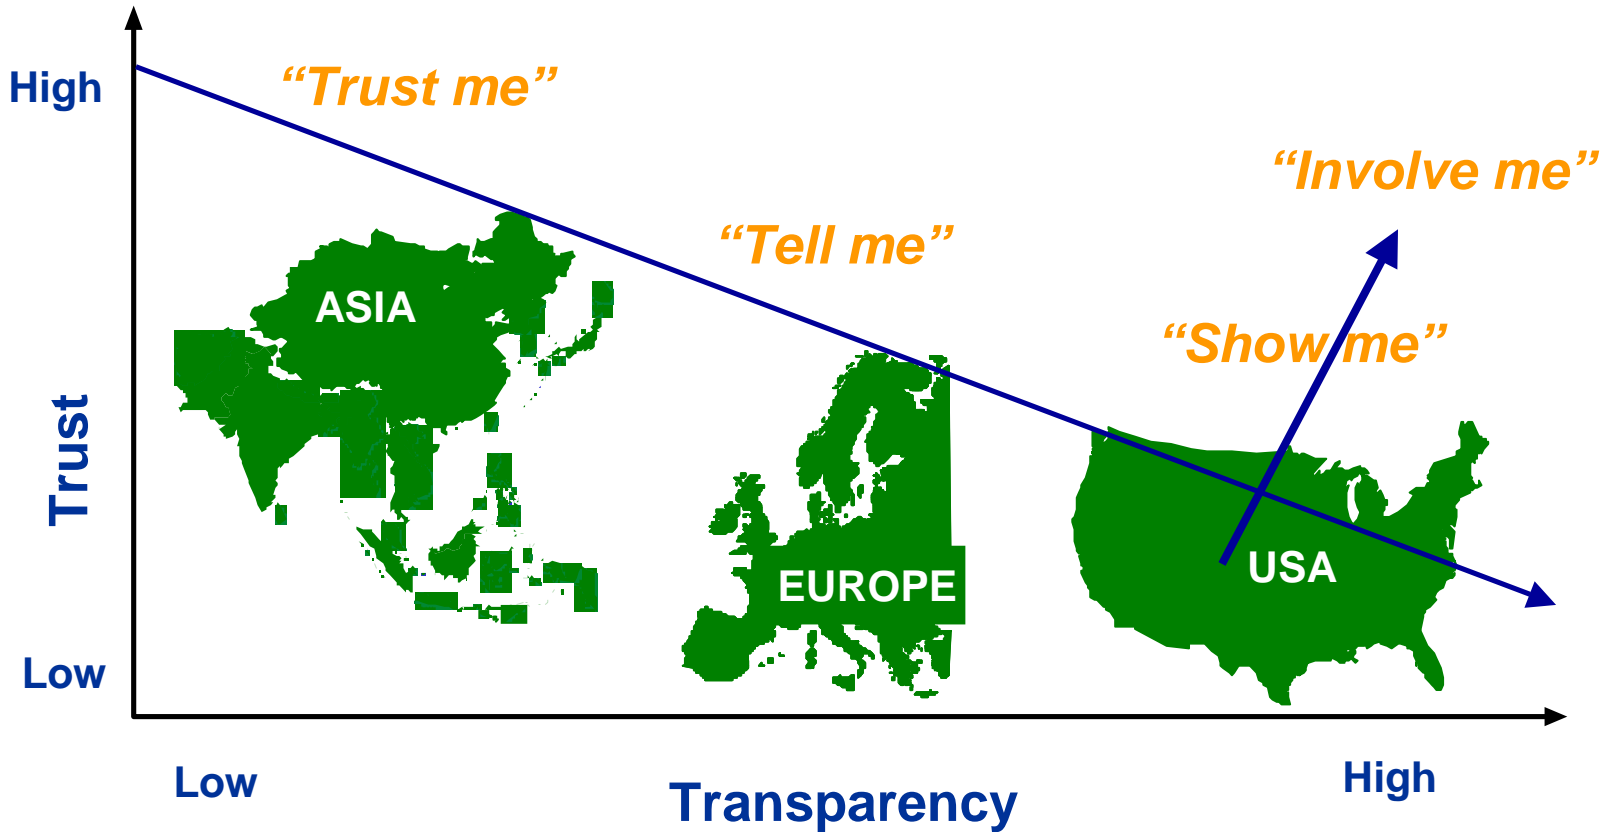 High
“Trust me”
“Involve me”
“Tell me”
ASIA
“Show me”
Trust
EUROPE
USA
Low
Low
Transparency
High